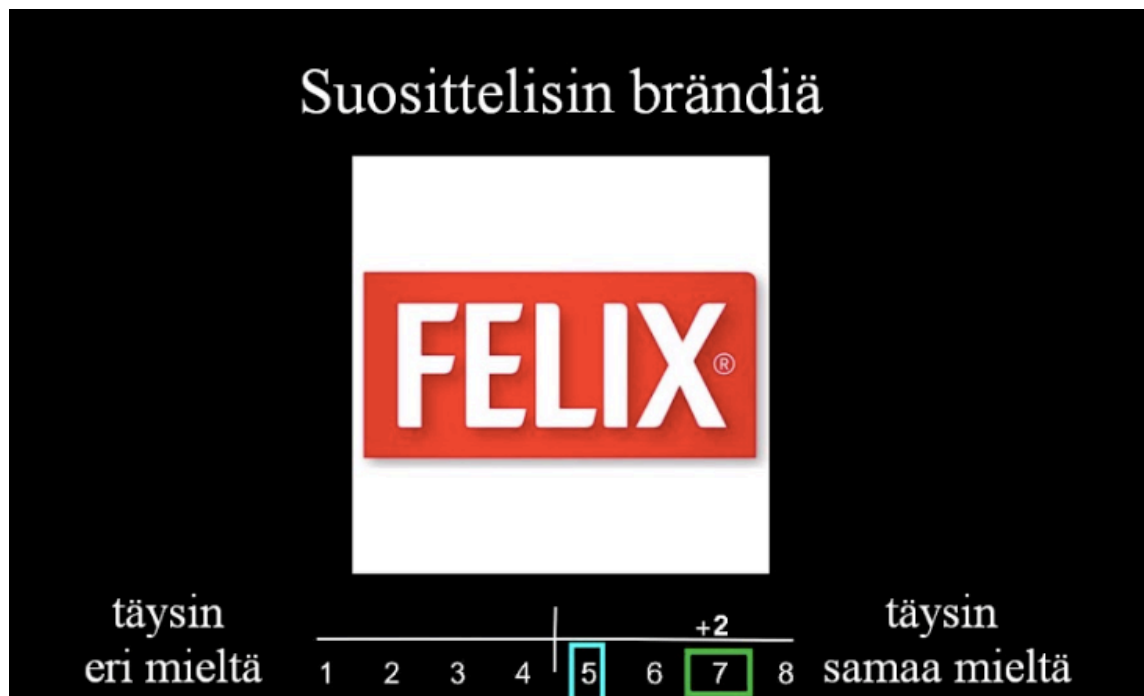 Suosittelisin brändiä
FELIX®
täysin
eri mieltä
+2
1 2 3 4 5 6 7 8
täysin
samaa mieltä